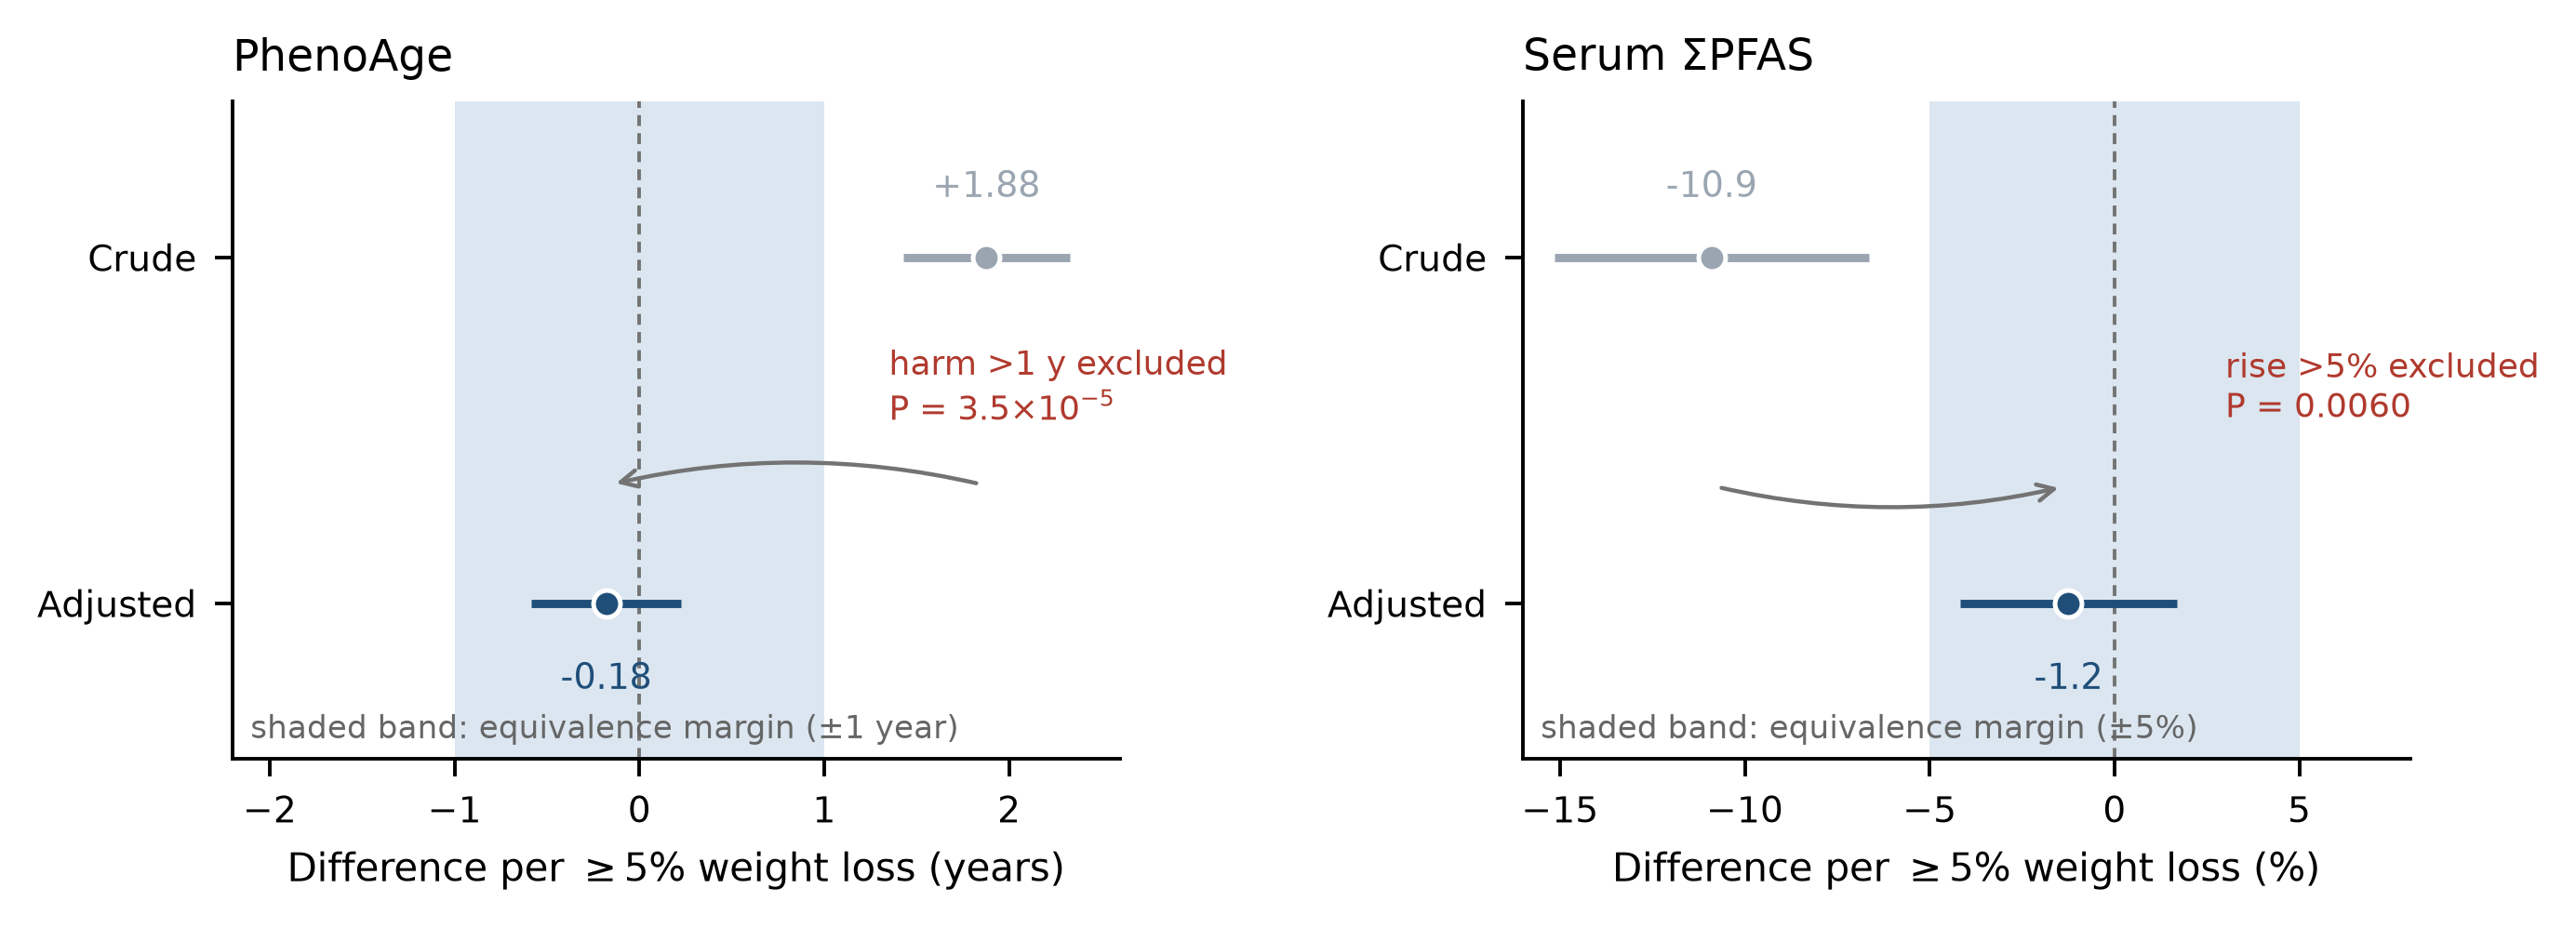 PhenoAge
+1.88
Crude
harm >1 y excluded
P = 3.5×10⁻⁵
Adjusted
-0.18
shaded band: equivalence margin (±1 year)
−2 −1 0 1 2
Difference per ≥5% weight loss (years)
Serum ΣPFAS
-10.9
Crude
rise >5% excluded
P = 0.0060
Adjusted
-1.2
shaded band: equivalence margin (±5%)
−15 −10 −5 0 5
Difference per ≥5% weight loss (%)